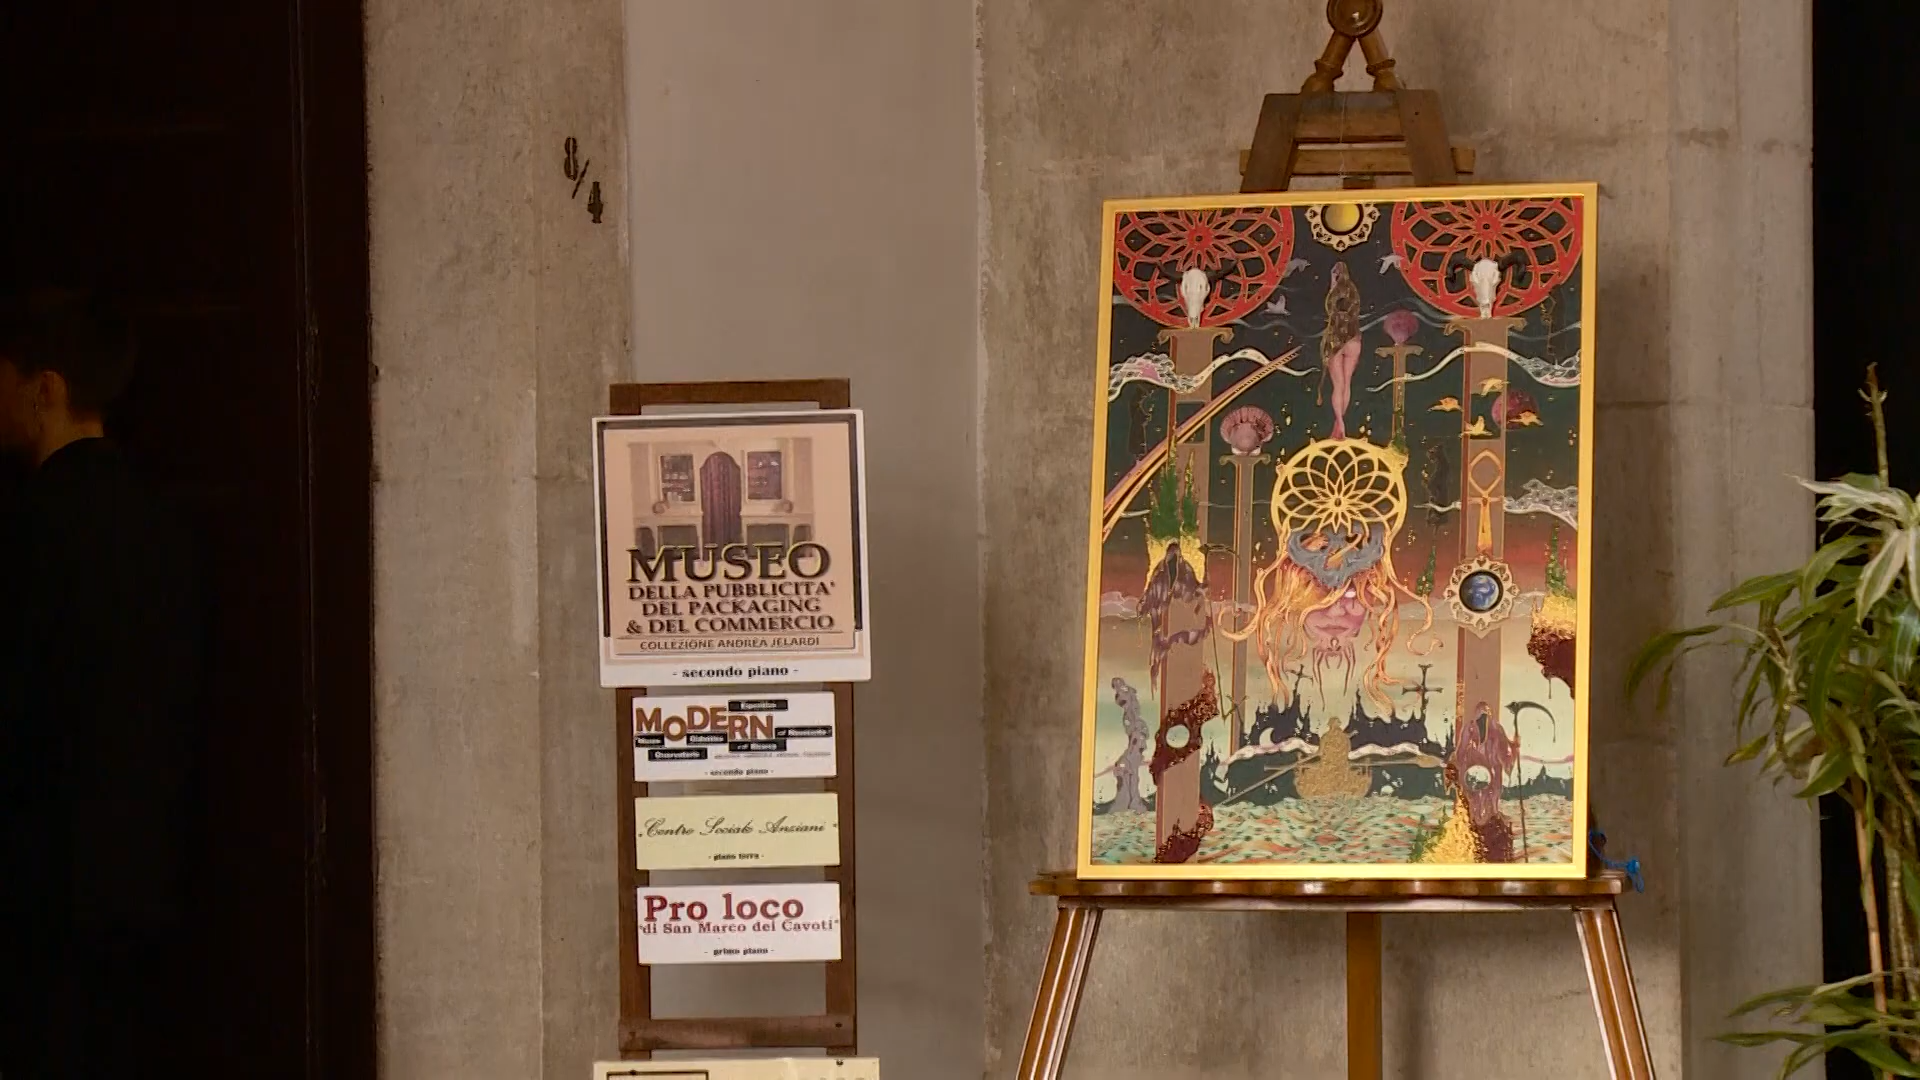 8/4
MUSEO
DELLA PUBBLICITA'
DEL PACKAGING
& DEL COMMERCIO
COLLEZIONE ANDREA JELARDI
- secondo piano -
MODERN
- secondo piano -
Centro Sociale Anziani
- piano terra -
Pro loco
di San Marco dei Cavoti
- primo piano -